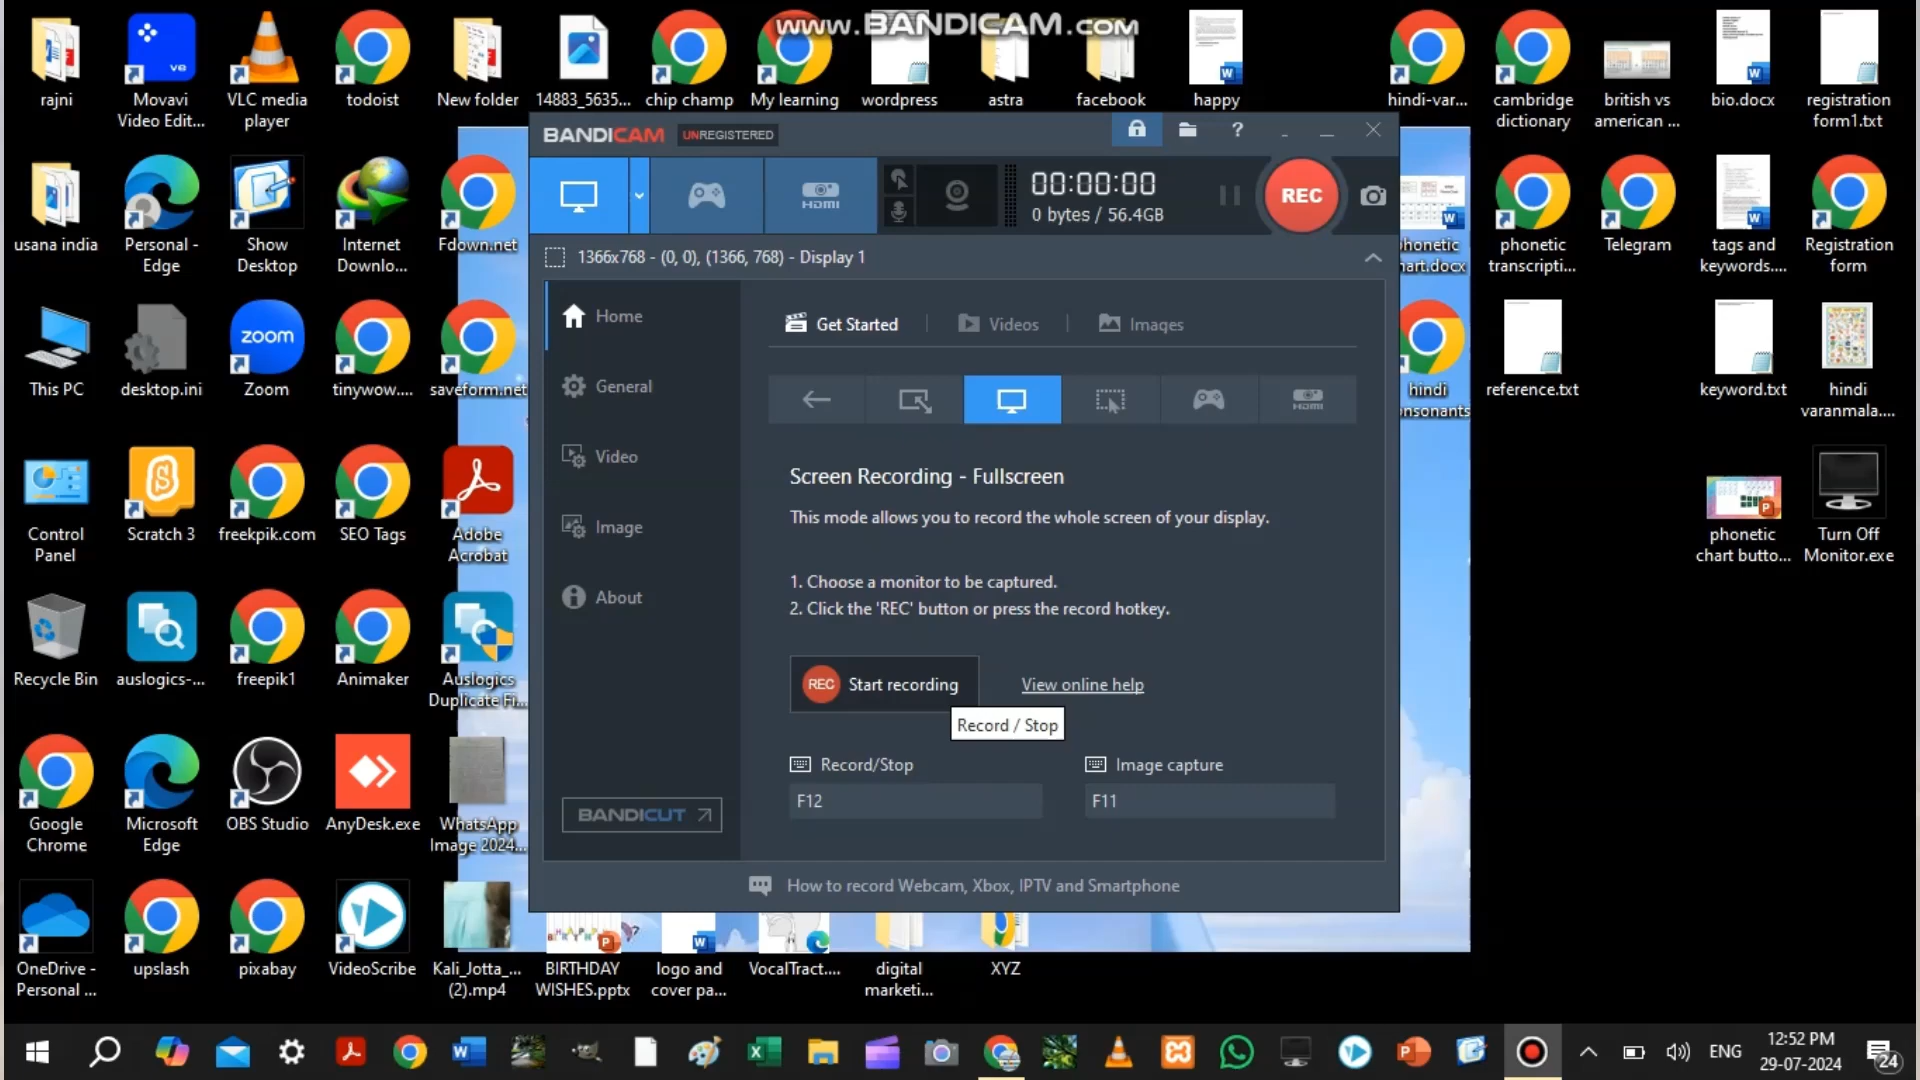 www.BANDICAM.com
rajni
Movavi
Video Edit...
VLC media
player
todoist
New folder
14883_5635...
chip champ
My learning
wordpress
astra
facebook
happy
hindi-var...
cambridge
dictionary
british vs
american ...
bio.docx
registration
form1.txt
BANDICAM UNREGISTERED
?
HDMI
00:00:00
0 bytes / 56.4GB
REC
1366x768 - (0, 0), (1366, 768) - Display 1
usana india
Personal -
Edge
Show
Desktop
Internet
Downlo...
Fdown.net
phonetic
transcripti...
Telegram
tags and
keywords....
Registration
form
Home
General
Video
Image
About
Get Started
Videos
Images
HDMI
Screen Recording - Fullscreen
This mode allows you to record the whole screen of your display.
1. Choose a monitor to be captured.
2. Click the 'REC' button or press the record hotkey.
REC Start recording
View online help
Record / Stop
Record/Stop
Image capture
F12
F11
BANDICUT
How to record Webcam, Xbox, IPTV and Smartphone
This PC
desktop.ini
zoom
Zoom
tinywow....
saveform.net
hindi
reference.txt
keyword.txt
hindi
varanmala....
Control
Panel
Scratch 3
freekpik.com
SEO Tags
Adobe
Acrobat
phonetic
chart butto...
Turn Off
Monitor.exe
Recycle Bin
auslogics-...
freepik1
Animaker
Auslogics
Duplicate Fi...
Google
Chrome
Microsoft
Edge
OBS Studio
AnyDesk.exe
WhatsApp
Image 2024...
OneDrive -
Personal ...
upslash
pixabay
VideoScribe
Kali_Jotta_...
(2).mp4
BIRTHDAY
WISHES.pptx
logo and
cover pa...
VocalTract....
digital
marketi...
XYZ
ENG
12:52 PM
29-07-2024
24